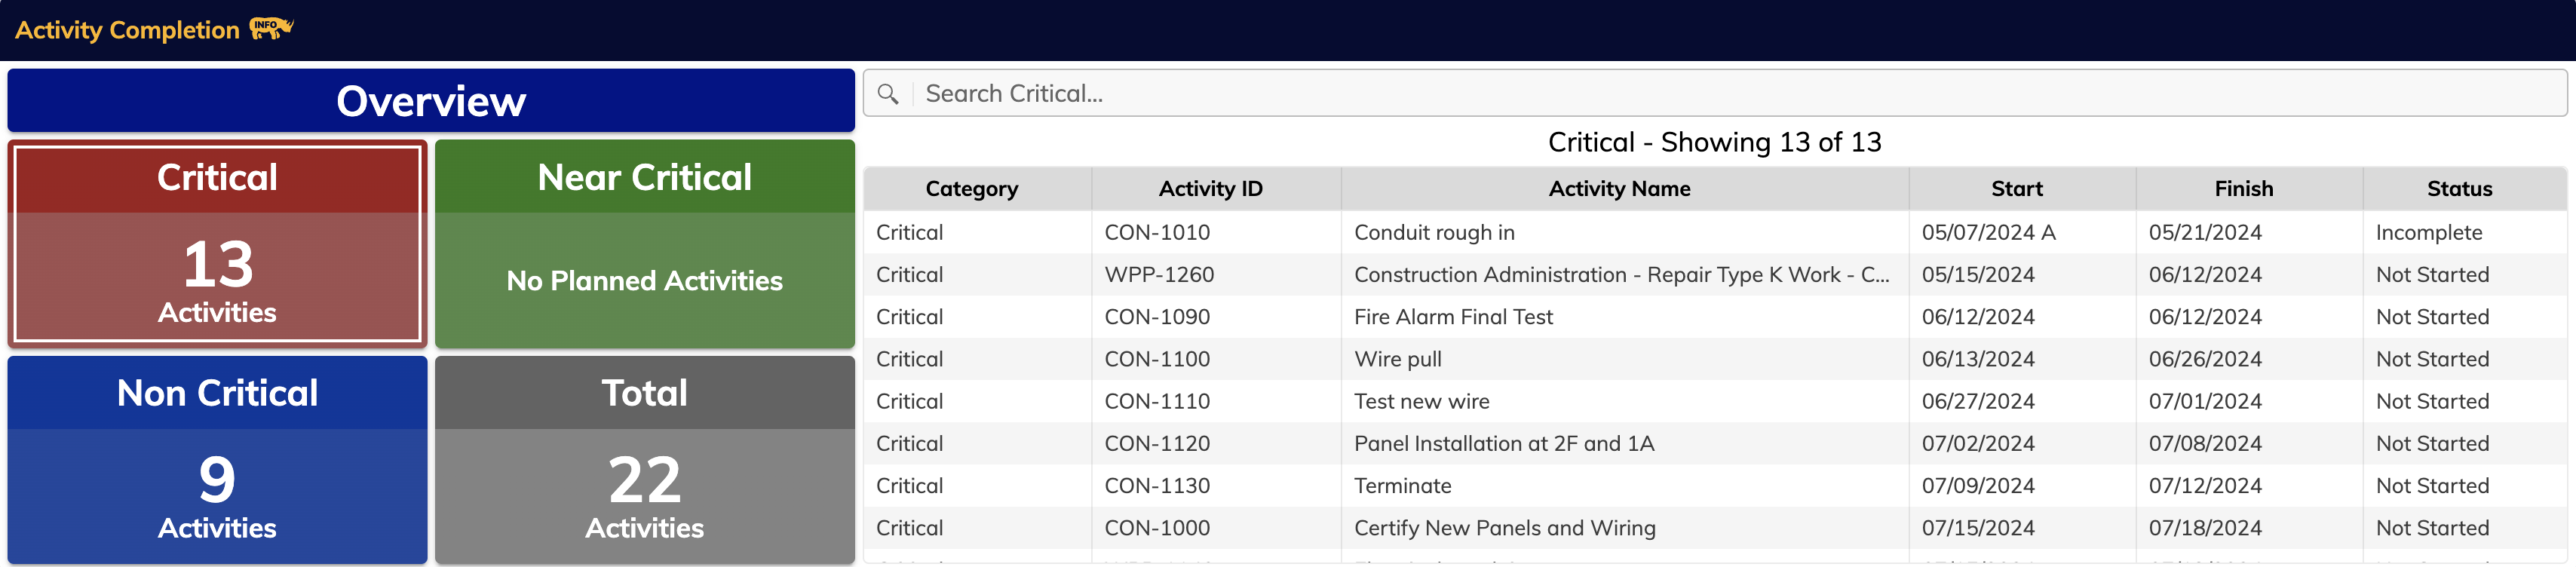 Activity Completion INFO
Overview
Critical
13
Activities
Near Critical
No Planned Activities
Non Critical
9
Activities
Total
22
Activities
Search Critical...
Critical - Showing 13 of 13
Category Activity ID Activity Name Start Finish Status
Critical CON-1010 Conduit rough in 05/07/2024 A 05/21/2024 Incomplete
Critical WPP-1260 Construction Administration - Repair Type K Work - C... 05/15/2024 06/12/2024 Not Started
Critical CON-1090 Fire Alarm Final Test 06/12/2024 06/12/2024 Not Started
Critical CON-1100 Wire pull 06/13/2024 06/26/2024 Not Started
Critical CON-1110 Test new wire 06/27/2024 07/01/2024 Not Started
Critical CON-1120 Panel Installation at 2F and 1A 07/02/2024 07/08/2024 Not Started
Critical CON-1130 Terminate 07/09/2024 07/12/2024 Not Started
Critical CON-1000 Certify New Panels and Wiring 07/15/2024 07/18/2024 Not Started